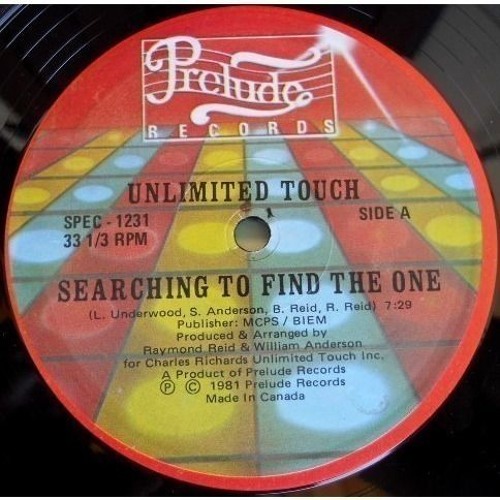 Prelude
RECORDS
UNLIMITED TOUCH
SPEC - 1231
33 1/3 RPM
SIDE A
SEARCHING TO FIND THE ONE
(L. Underwood, S. Anderson, B. Reid, R. Reid) 7:29
Publisher: MCPS / BIEM
Produced & Arranged by
Raymond Reid & William Anderson
for Charles Richards Unlimited Touch Inc.
A Product of Prelude Records
Ⓟ © 1981 Prelude Records
Made In Canada